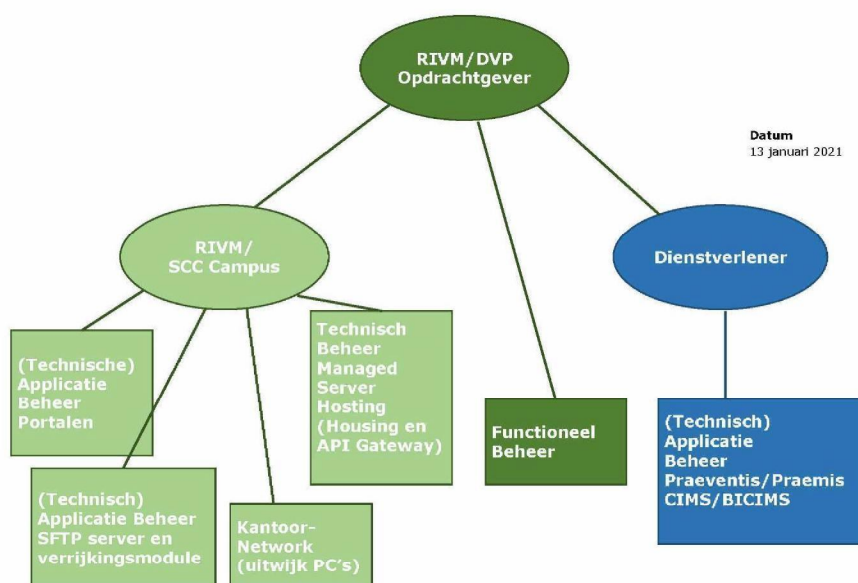 RIVM/DVP
Opdrachtgever
Datum
13 januari 2021
RIVM/
SCC Campus
Dienstverlener
(Technische)
Applicatie
Beheer
Portalen
Technisch
Beheer
Managed
Server
Hosting
(Housing en
API Gateway)
Functioneel
Beheer
(Technisch)
Applicatie
Beheer
Praeventis/Praemis
CIMS/BICIMS
(Technisch)
Applicatie Beheer
SFTP server en
verrijkingsmodule
Kantoor-
Network
(uitwijk PC's)